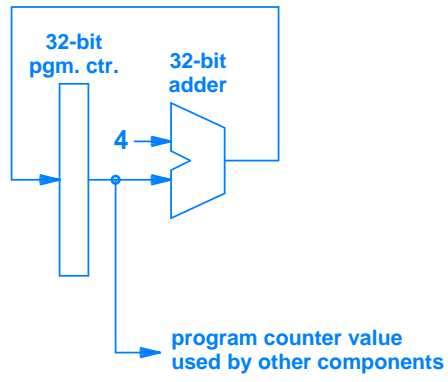 32-bit
pgm. ctr.
32-bit
adder
4
program counter value
used by other components